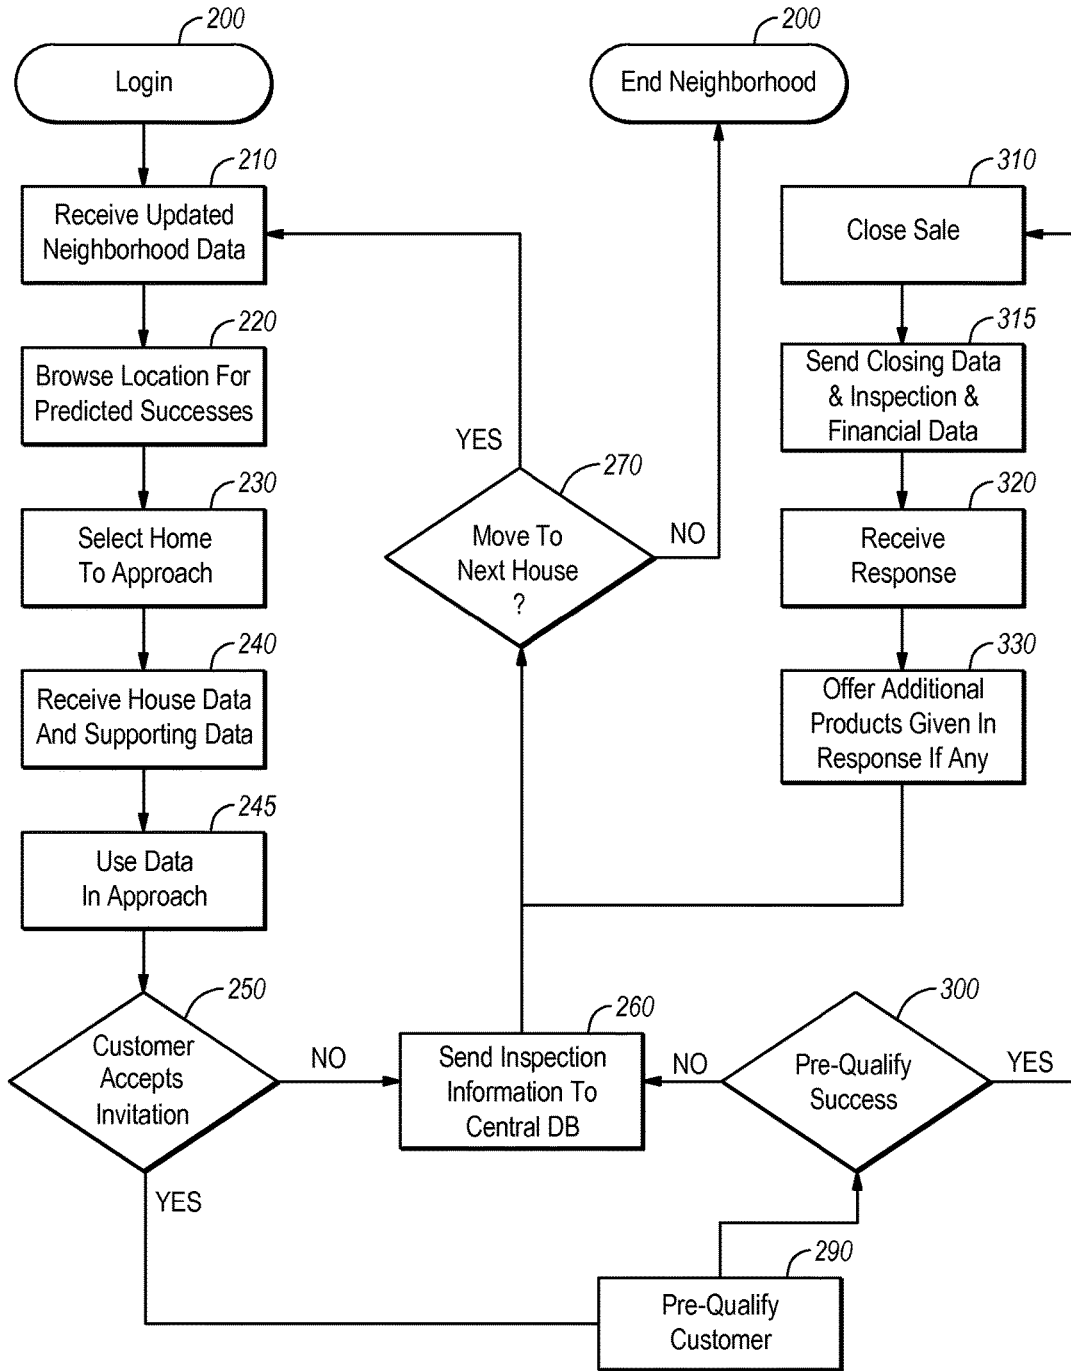 200
Login
200
End Neighborhood
210
Receive Updated
Neighborhood Data
310
Close Sale
220
Browse Location For
Predicted Successes
315
Send Closing Data
& Inspection &
Financial Data
YES
270
Move To
Next House
?
NO
230
Select Home
To Approach
320
Receive
Response
240
Receive House Data
And Supporting Data
330
Offer Additional
Products Given In
Response If Any
245
Use Data
In Approach
250
Customer
Accepts
Invitation
NO
YES
260
Send Inspection
Information To
Central DB
NO
300
Pre-Qualify
Success
YES
290
Pre-Qualify
Customer